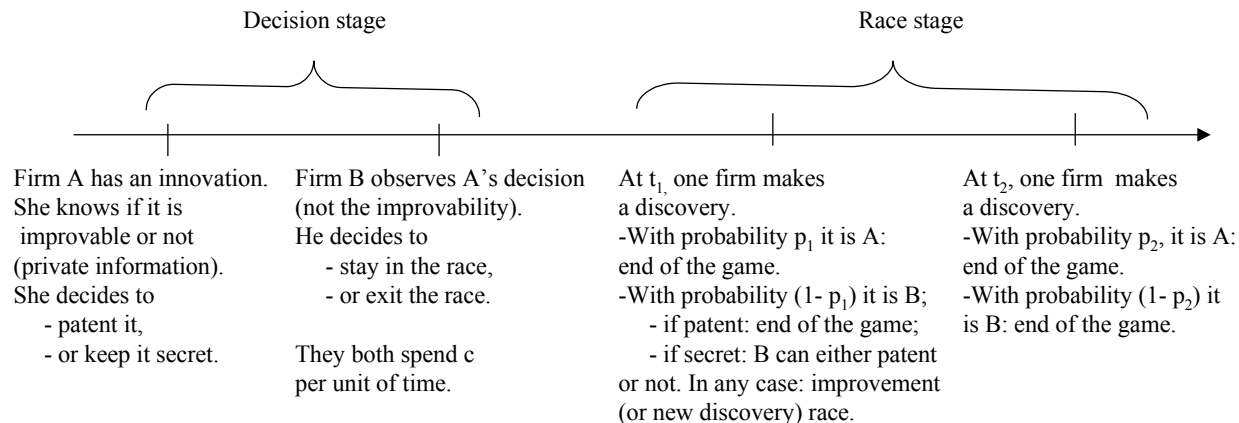 Decision stage
Race stage
Firm A has an innovation.
She knows if it is
improvable or not
(private information).
She decides to
- patent it,
- or keep it secret.
Firm B observes A’s decision
(not the improvability).
He decides to
- stay in the race,
- or exit the race.
They both spend c
per unit of time.
At t1, one firm makes
a discovery.
-With probability p1 it is A:
end of the game.
-With probability (1- p1) it is B;
- if patent: end of the game;
- if secret: B can either patent
or not. In any case: improvement
(or new discovery) race.
At t2, one firm makes
a discovery.
-With probability p2, it is A:
end of the game.
-With probability (1- p2) it
is B: end of the game.